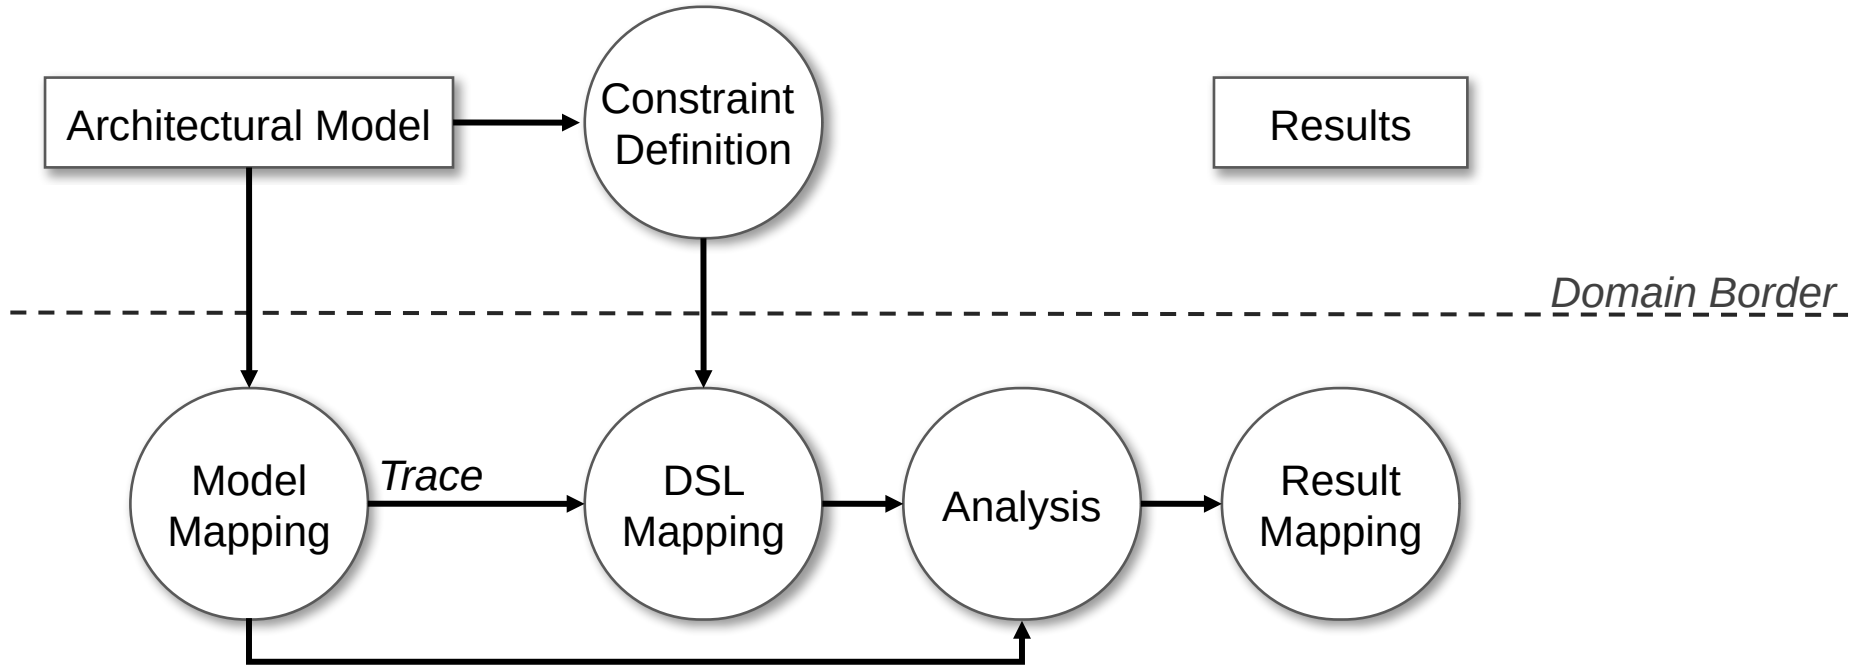 Architectural Model
Constraint
Definition
Results
Domain Border
Model
Mapping
Trace
DSL
Mapping
Analysis
Result
Mapping